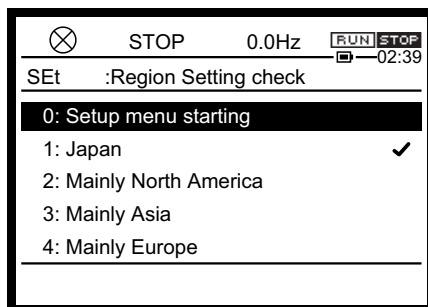 STOP 0.0Hz RUN STOP
02:39
SEt :Region Setting check
0: Setup menu starting
1: Japan
2: Mainly North America
3: Mainly Asia
4: Mainly Europe